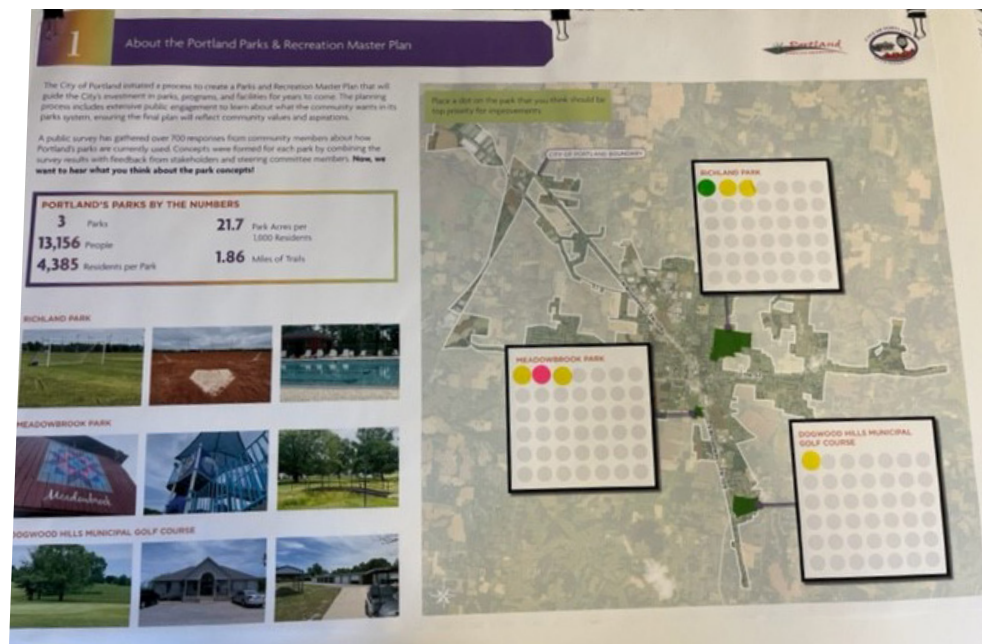 1
About the Portland Parks & Recreation Master Plan
Portland
The City of Portland initiated a process to create a Parks and Recreation Master Plan that will
guide the City's investment in parks, programs, and facilities for years to come. The planning
process includes extensive public engagement to learn about what the community wants in its
parks system, ensuring the final plan will reflect community values and aspirations.
A public survey has gathered over 700 responses from community members about how
Portland's parks are currently used. Concepts were formed for each park by combining the
survey results with feedback from stakeholders and steering committee members. Now, we
want to hear what you think about the park concepts!
PORTLAND'S PARKS BY THE NUMBERS
3 Parks
13,156 People
4,385 Residents per Park
21.7 Park Acres per
1,000 Residents
1.86 Miles of Trails
RICHLAND PARK
MEADOWBROOK PARK
Meadowbrook
DOGWOOD HILLS MUNICIPAL GOLF COURSE
Place a dot on the park that you think should be
top priority for improvements
CITY OF PORTLAND BOUNDARY
RICHLAND PARK
MEADOWBROOK PARK
DOGWOOD HILLS MUNICIPAL
GOLF COURSE